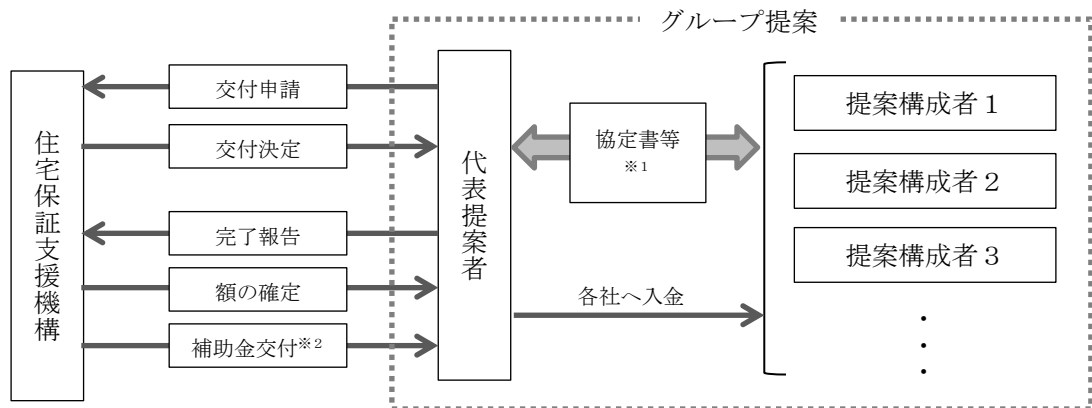 グループ提案
住宅保証支援機構
交付申請
交付決定
完了報告
額の確定
補助金交付※2
代表提案者
協定書等
※1
各社へ入金
提案構成者１
提案構成者２
提案構成者３
・
・
・